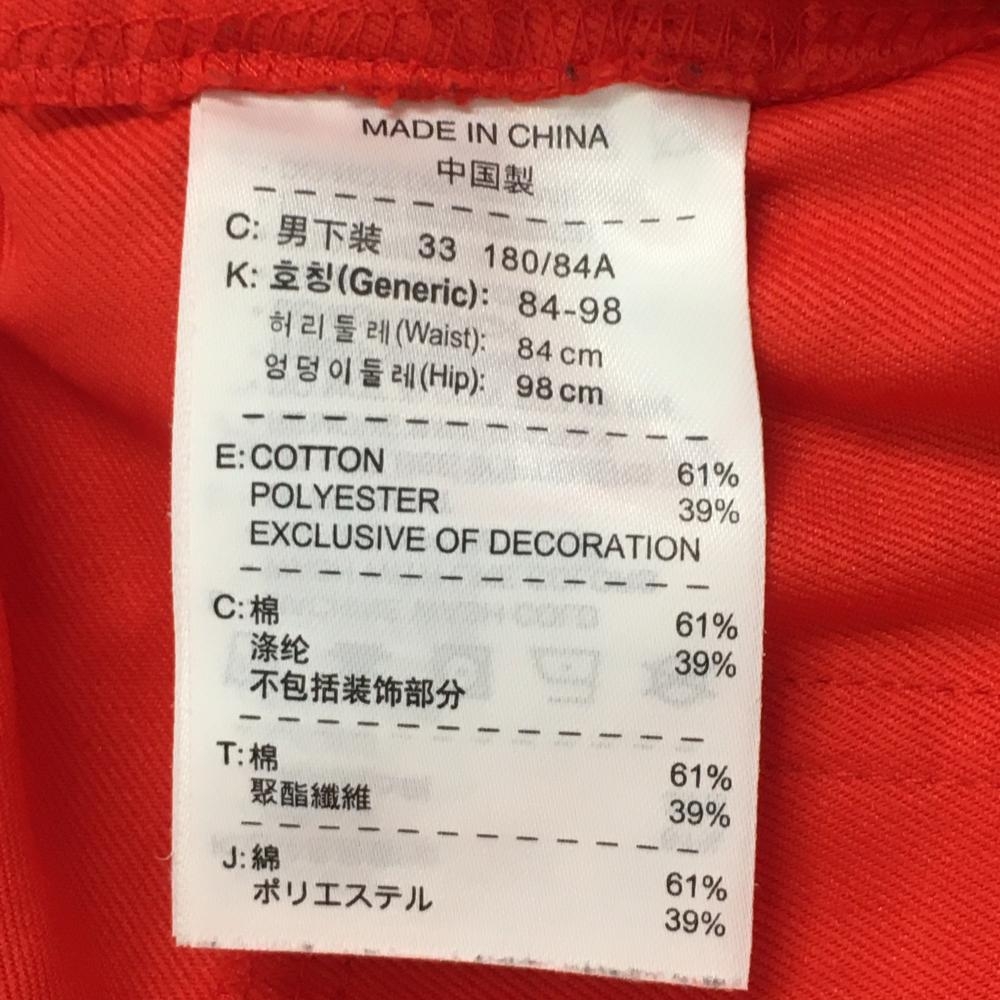 MADE IN CHINA
中国製
C: 男下装 33 180/84A
K: 호칭(Generic): 84-98
허리둘레(Waist): 84 cm
엉덩이둘레(Hip): 98 cm
E: COTTON 61%
POLYESTER 39%
EXCLUSIVE OF DECORATION
C: 棉 61%
涤纶 39%
不包括装饰部分
T: 棉 61%
聚酯纖維 39%
J: 綿 61%
ポリエステル 39%